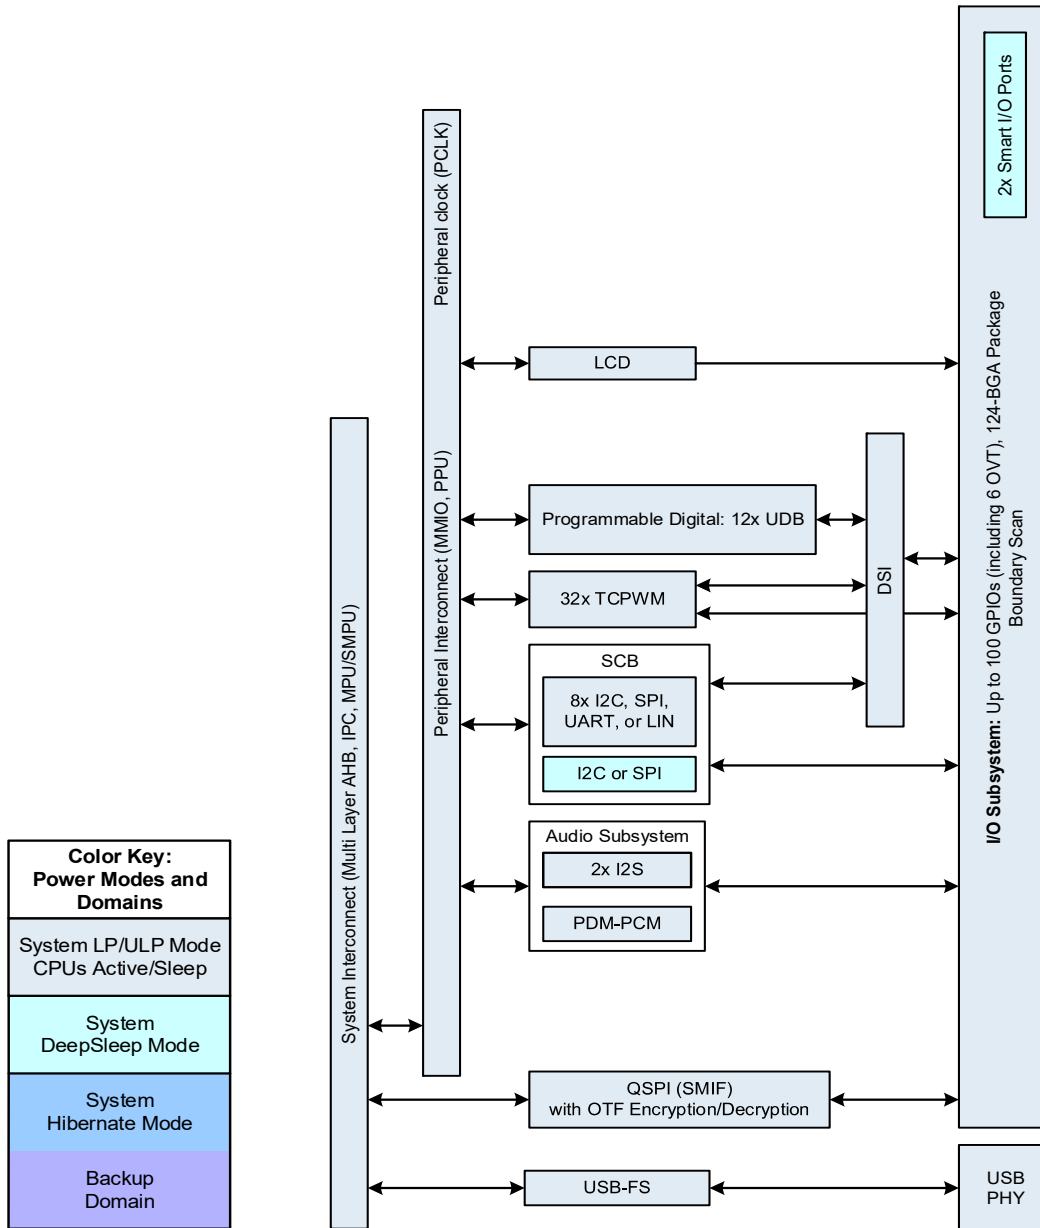 2x Smart I/O Ports
Peripheral clock (PCLK)
LCD
Peripheral Interconnect (MMIO, PPU)
System Interconnect (Multi Layer AHB, IPC, MPU/SMPU)
Programmable Digital: 12x UDB
32x TCPWM
DSI
I/O Subsystem: Up to 100 GPIOs (including 6 OVT), 124-BGA Package
Boundary Scan
SCB
8x I2C, SPI,
UART, or LIN
I2C or SPI
Audio Subsystem
2x I2S
PDM-PCM
QSPI (SMIF)
with OTF Encryption/Decryption
USB-FS
USB
PHY
Color Key:
Power Modes and
Domains
System LP/ULP Mode
CPUs Active/Sleep
System
DeepSleep Mode
System
Hibernate Mode
Backup
Domain